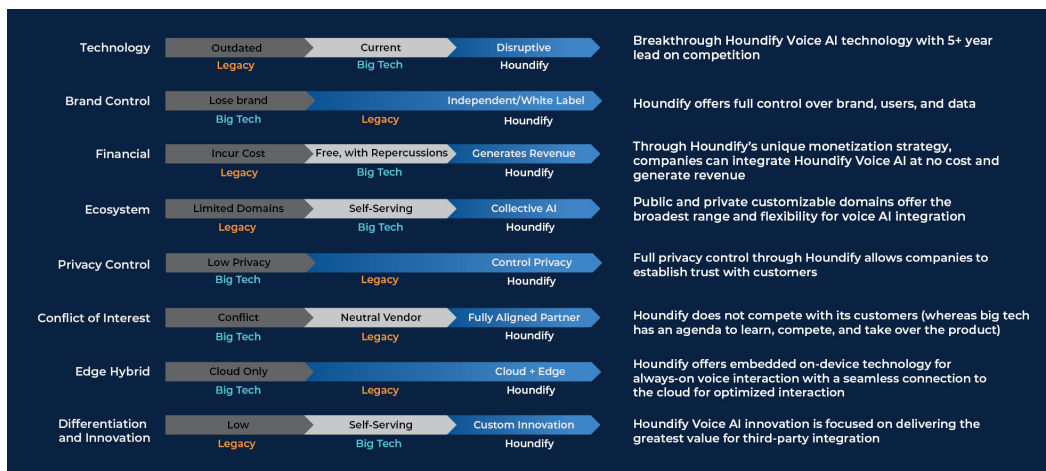 Technology
Outdated
Current
Disruptive
Legacy
Big Tech
Houndify
Breakthrough Houndify Voice AI technology with 5+ year
lead on competition
Brand Control
Lose brand
Independent/White Label
Big Tech
Legacy
Houndify
Houndify offers full control over brand, users, and data
Financial
Incur Cost
Free, with Repercussions
Generates Revenue
Legacy
Big Tech
Houndify
Through Houndify's unique monetization strategy,
companies can integrate Houndify Voice AI at no cost and
generate revenue
Ecosystem
Limited Domains
Self-Serving
Collective AI
Legacy
Big Tech
Houndify
Public and private customizable domains offer the
broadest range and flexibility for voice AI integration
Privacy Control
Low Privacy
Control Privacy
Big Tech
Legacy
Houndify
Full privacy control through Houndify allows companies to
establish trust with customers
Conflict of Interest
Conflict
Neutral Vendor
Fully Aligned Partner
Big Tech
Legacy
Houndify
Houndify does not compete with its customers (whereas big tech
has an agenda to learn, compete, and take over the product)
Edge Hybrid
Cloud Only
Cloud + Edge
Big Tech
Legacy
Houndify
Houndify offers embedded on-device technology for
always-on voice interaction with a seamless connection to
the cloud for optimized interaction
Differentiation
and Innovation
Low
Self-Serving
Custom Innovation
Legacy
Big Tech
Houndify
Houndify Voice AI innovation is focused on delivering the
greatest value for third-party integration